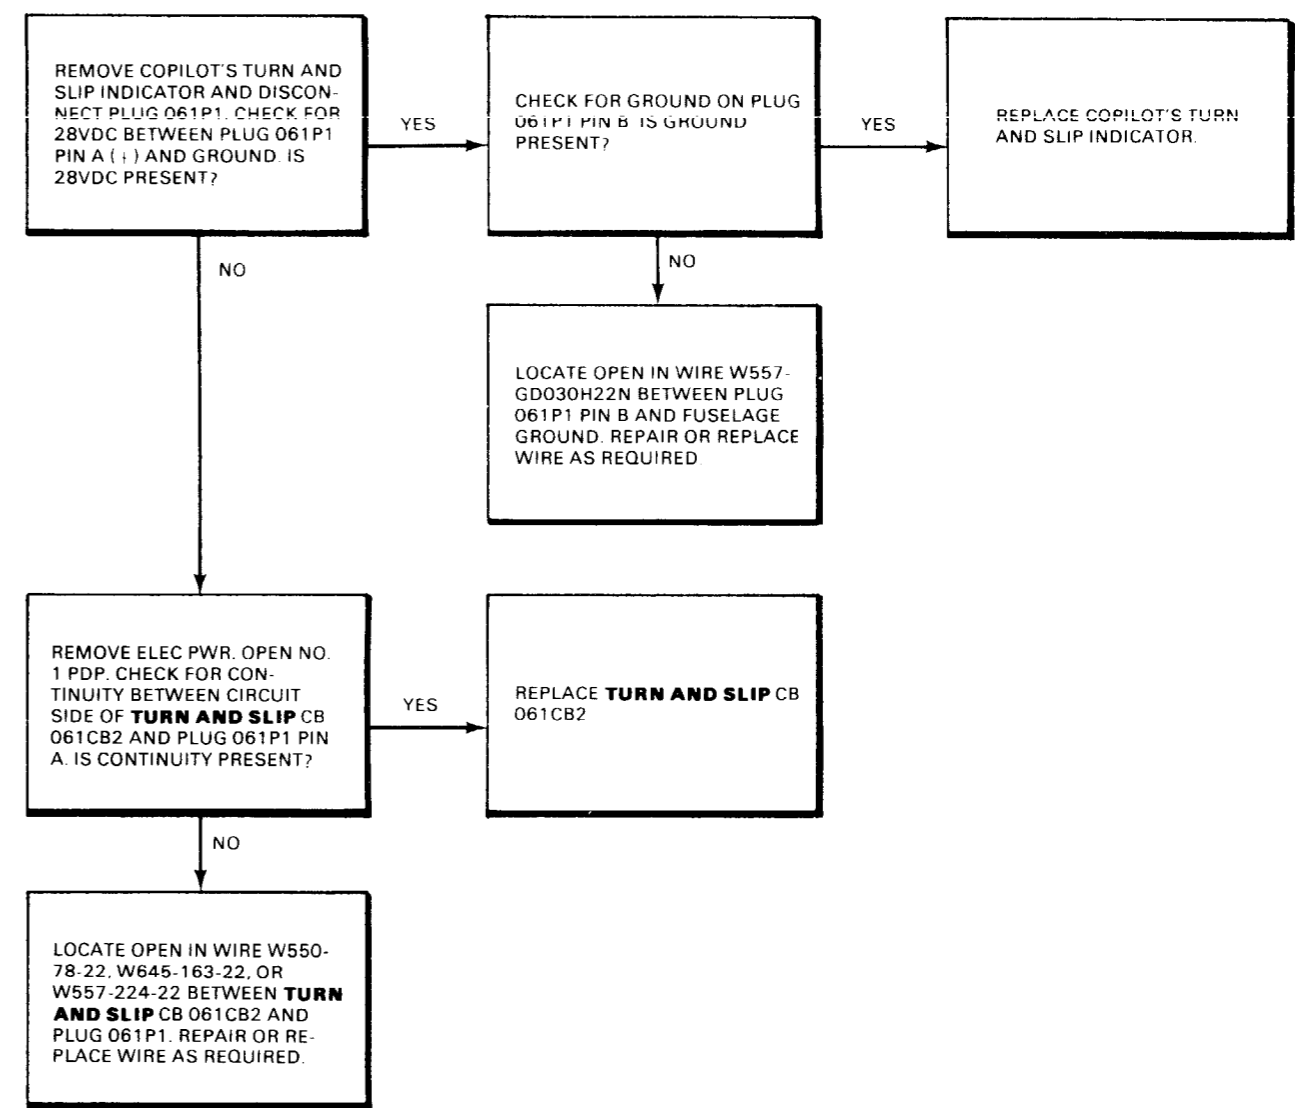 REMOVE COPILOT'S TURN AND
SLIP INDICATOR AND DISCON-
NECT PLUG 061P1. CHECK FOR
28VDC BETWEEN PLUG 061P1
PIN A (+) AND GROUND. IS
28VDC PRESENT?
YES
CHECK FOR GROUND ON PLUG
061P1 PIN B IS GROUND
PRESENT?
YES
REPLACE COPILOT'S TURN
AND SLIP INDICATOR.
NO
NO
LOCATE OPEN IN WIRE W557-
GD030H22N BETWEEN PLUG
061P1 PIN B AND FUSELAGE
GROUND. REPAIR OR REPLACE
WIRE AS REQUIRED.
REMOVE ELEC PWR. OPEN NO.
1 PDP. CHECK FOR CON-
TINUITY BETWEEN CIRCUIT
SIDE OF TURN AND SLIP CB
061CB2 AND PLUG 061P1 PIN
A. IS CONTINUITY PRESENT?
YES
REPLACE TURN AND SLIP CB
061CB2
NO
LOCATE OPEN IN WIRE W550-
78-22, W645-163-22, OR
W557-224-22 BETWEEN TURN
AND SLIP CB 061CB2 AND
PLUG 061P1. REPAIR OR RE-
PLACE WIRE AS REQUIRED.